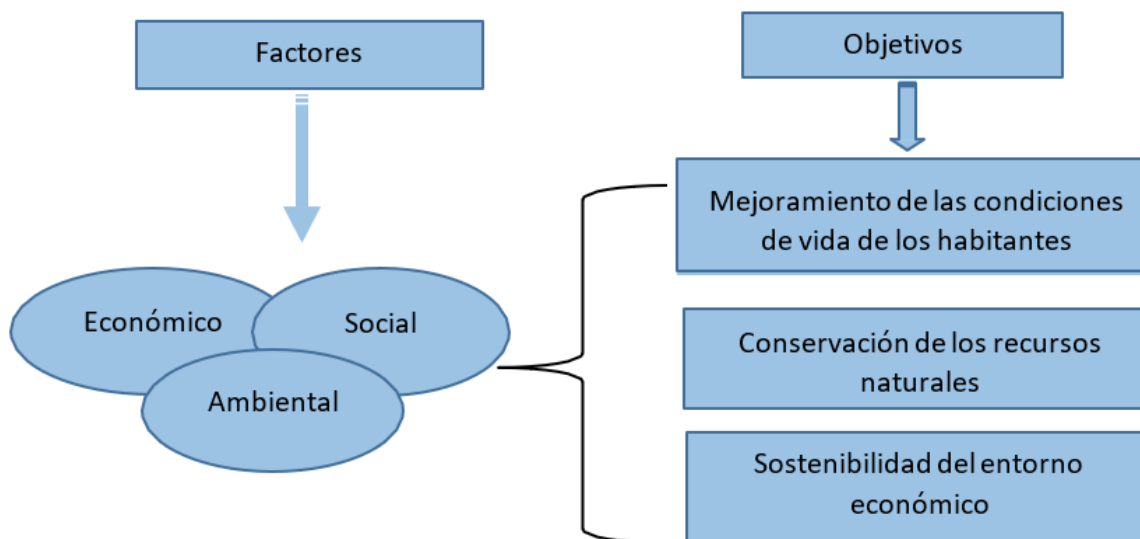 Factores
Económico
Social
Ambiental
Objetivos
Mejoramiento de las condiciones
de vida de los habitantes
Conservación de los recursos
naturales
Sostenibilidad del entorno
económico